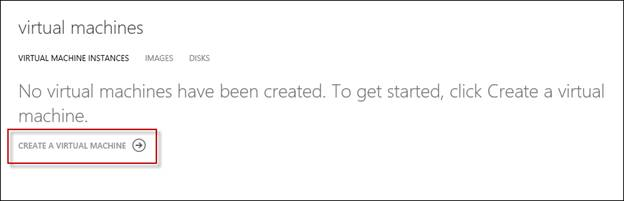 virtual machines
VIRTUAL MACHINE INSTANCES IMAGES DISKS
No virtual machines have been created. To get started, click Create a virtual
machine.
CREATE A VIRTUAL MACHINE